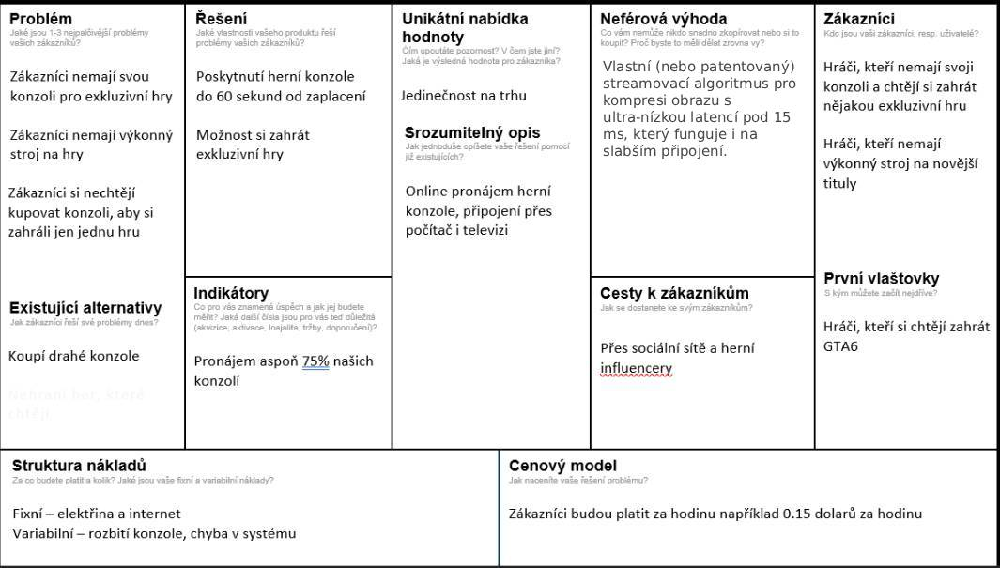 Problém
Jaké jsou 1-3 nejpalčivější problémy
vašich zákazníků?
Zákazníci nemají svou
konzoli pro exkluzivní hry
Zákazníci nemají výkonný
stroj na hry
Zákazníci si nechtějí
kupovat konzoli, aby si
zahráli jen jednu hru
Existující alternativy
Jak zákazníci řeší své problémy dnes?
Koupí drahé konzole
Nehraní her, které
chtějí
Řešení
Jaké vlastnosti vašeho produktu řeší
problémy vašich zákazníků?
Poskytnutí herní konzole
do 60 sekund od zaplacení
Možnost si zahrát
exkluzivní hry
Indikátory
Co pro vás znamená úspěch a jak jej budete
měřit? Jaká další čísla jsou pro vás teď důležitá
(akvizice, aktivace, loajalita, tržby, doporučení)?
Pronájem aspoň 75% našich
konzolí
Unikátní nabídka
hodnoty
Čím upoutáte pozornost? V čem jste jiní?
Jaká je výsledná hodnota pro zákazníka?
Jedinečnost na trhu
Srozumitelný opis
Jak jednoduše opíšete vaše řešení pomocí
již existujících?
Online pronájem herní
konzole, připojení přes
počítač i televizi
Neférová výhoda
Co vám nemůže nikdo snadno zkopírovat nebo si to
koupit? Proč byste to měli dělat zrovna vy?
Vlastní (nebo patentovaný)
streamovací algoritmus pro
kompresi obrazu s
ultra-nízkou latencí pod 15
ms, který funguje i na
slabším připojení.
Cesty k zákazníkům
Jak se dostanete ke svým zákazníkům?
Přes sociální sítě a herní
influencery
Zákazníci
Kdo jsou vaši zákazníci, resp. uživatelé?
Hráči, kteří nemají svoji
konzoli a chtějí si zahrát
nějakou exkluzivní hru
Hráči, kteří nemají
výkonný stroj na novější
tituly
První vlaštovky
S kým můžete začít nejdříve?
Hráči, kteří si chtějí zahrát
GTA6
Struktura nákladů
Za co budete platit a kolik? Jaké jsou vaše fixní a variabilní náklady?
Fixní – elektřina a internet
Variabilní – rozbití konzole, chyba v systému
Cenový model
Jak naceníte vaše řešení problému?
Zákazníci budou platit za hodinu například 0.15 dolarů za hodinu